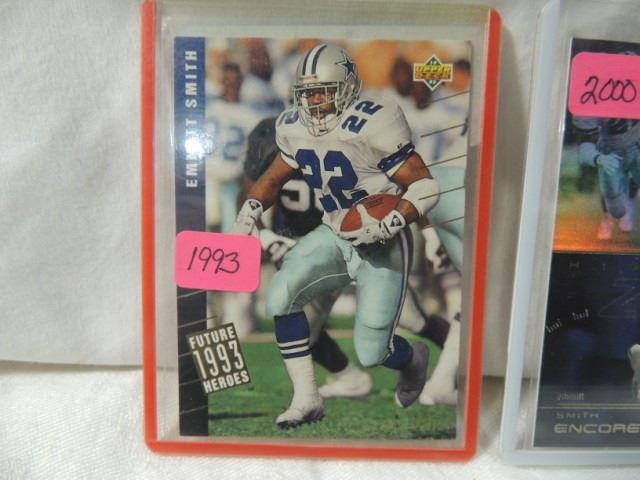 EMMITT SMITH
UPPER DECK
22
22
1993
FUTURE
1993
HEROES
2000
SMITH
ENCORE